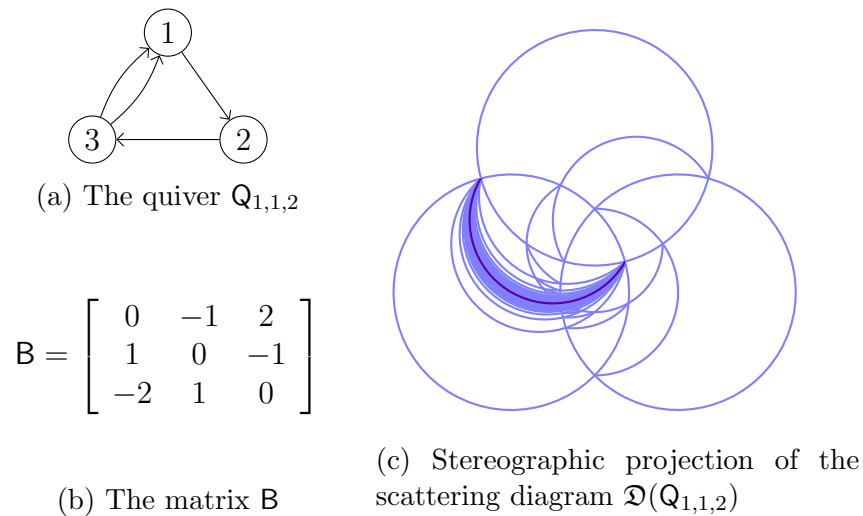 1
3
2
(a) The quiver Q₁,₁,₂
B = [ 0 −1 2
1 0 −1
−2 1 0 ]
(b) The matrix B
(c) Stereographic projection of the
scattering diagram 𝔇(Q₁,₁,₂)